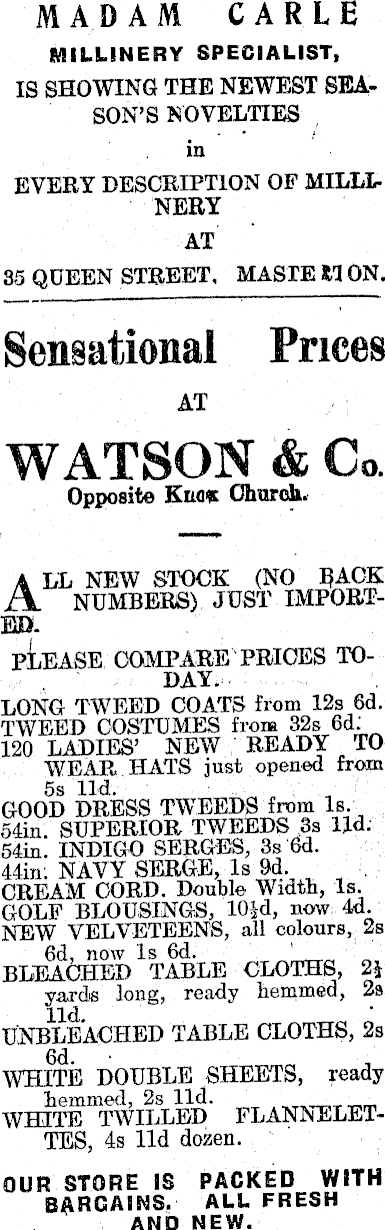 MADAM CARLE
MILLINERY SPECIALIST,
IS SHOWING THE NEWEST SEA-
SON'S NOVELTIES
in
EVERY DESCRIPTION OF MILLI-
NERY
AT
35 QUEEN STREET, MASTERTON.
Sensational Prices
AT
WATSON & Co.
Opposite Knox Church.
ALL NEW STOCK (NO BACK
NUMBERS) JUST IMPORT-
ED.
PLEASE COMPARE PRICES TO-
DAY.
LONG TWEED COATS from 12s 6d.
TWEED COSTUMES from 32s 6d.
120 LADIES' NEW READY TO
WEAR HATS just opened from
5s 11d.
GOOD DRESS TWEEDS from 1s.
54in. SUPERIOR TWEEDS 3s 11d.
54in. INDIGO SERGES, 3s 6d.
44in. NAVY SERGE, 1s 9d.
CREAM CORD. Double Width, 1s.
GOLF BLOUSINGS, 10½d, now 4d.
NEW VELVETEENS, all colours, 2s
6d, now 1s 6d.
BLEACHED TABLE CLOTHS, 2½
yards long, ready hemmed, 2s
11d.
UNBLEACHED TABLE CLOTHS, 2s
6d.
WHITE DOUBLE SHEETS, ready
hemmed, 2s 11d.
WHITE TWILLED FLANNELET-
TES, 4s 11d dozen.
OUR STORE IS PACKED WITH
BARGAINS. ALL FRESH
AND NEW.